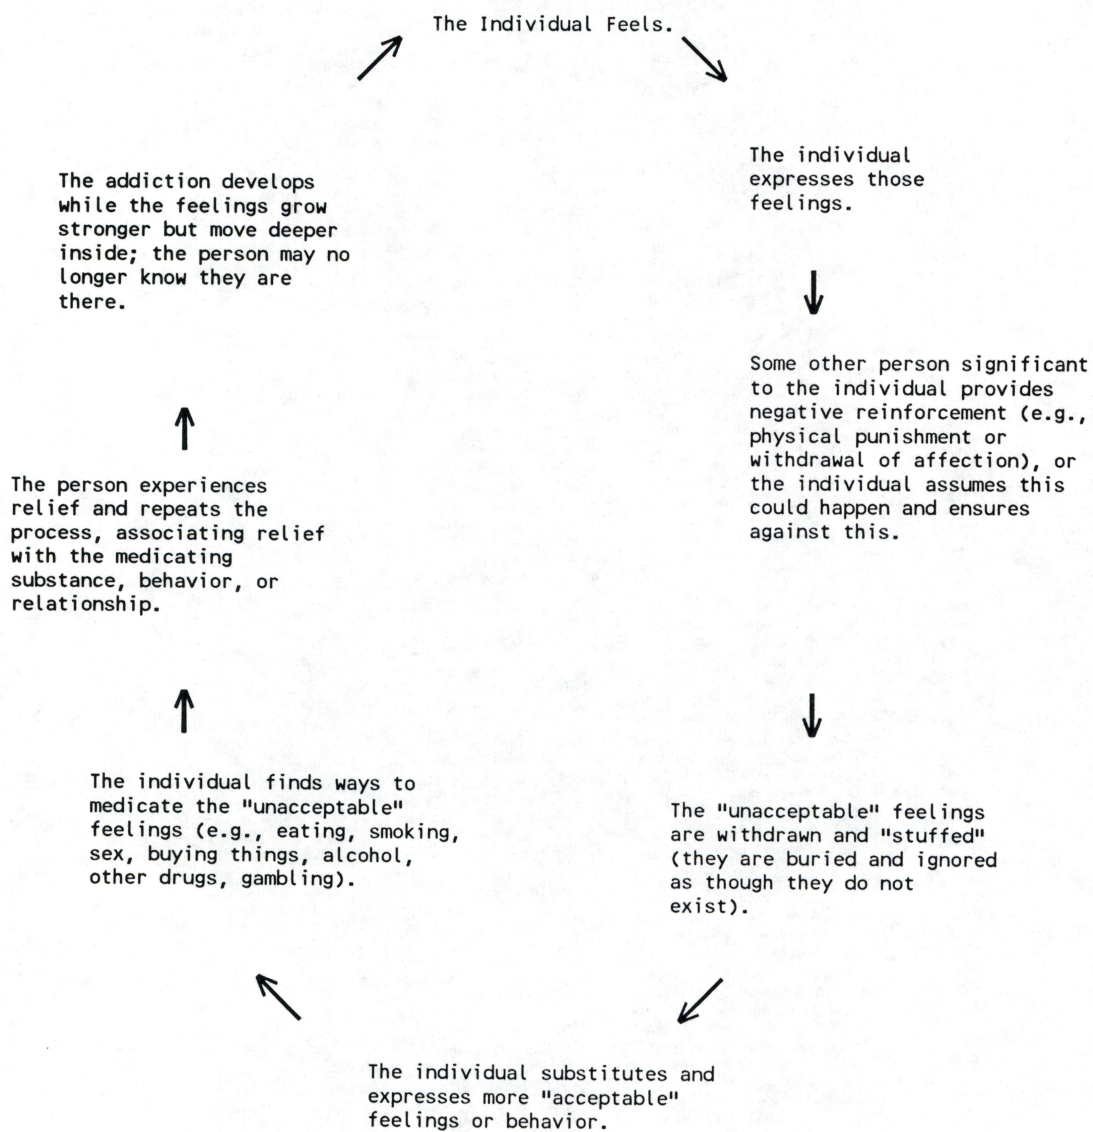 The Individual Feels.
The individual
expresses those
feelings.
Some other person significant
to the individual provides
negative reinforcement (e.g.,
physical punishment or
withdrawal of affection), or
the individual assumes this
could happen and ensures
against this.
The "unacceptable" feelings
are withdrawn and "stuffed"
(they are buried and ignored
as though they do not
exist).
The individual substitutes and
expresses more "acceptable"
feelings or behavior.
The individual finds ways to
medicate the "unacceptable"
feelings (e.g., eating, smoking,
sex, buying things, alcohol,
other drugs, gambling).
The person experiences
relief and repeats the
process, associating relief
with the medicating
substance, behavior, or
relationship.
The addiction develops
while the feelings grow
stronger but move deeper
inside; the person may no
longer know they are
there.